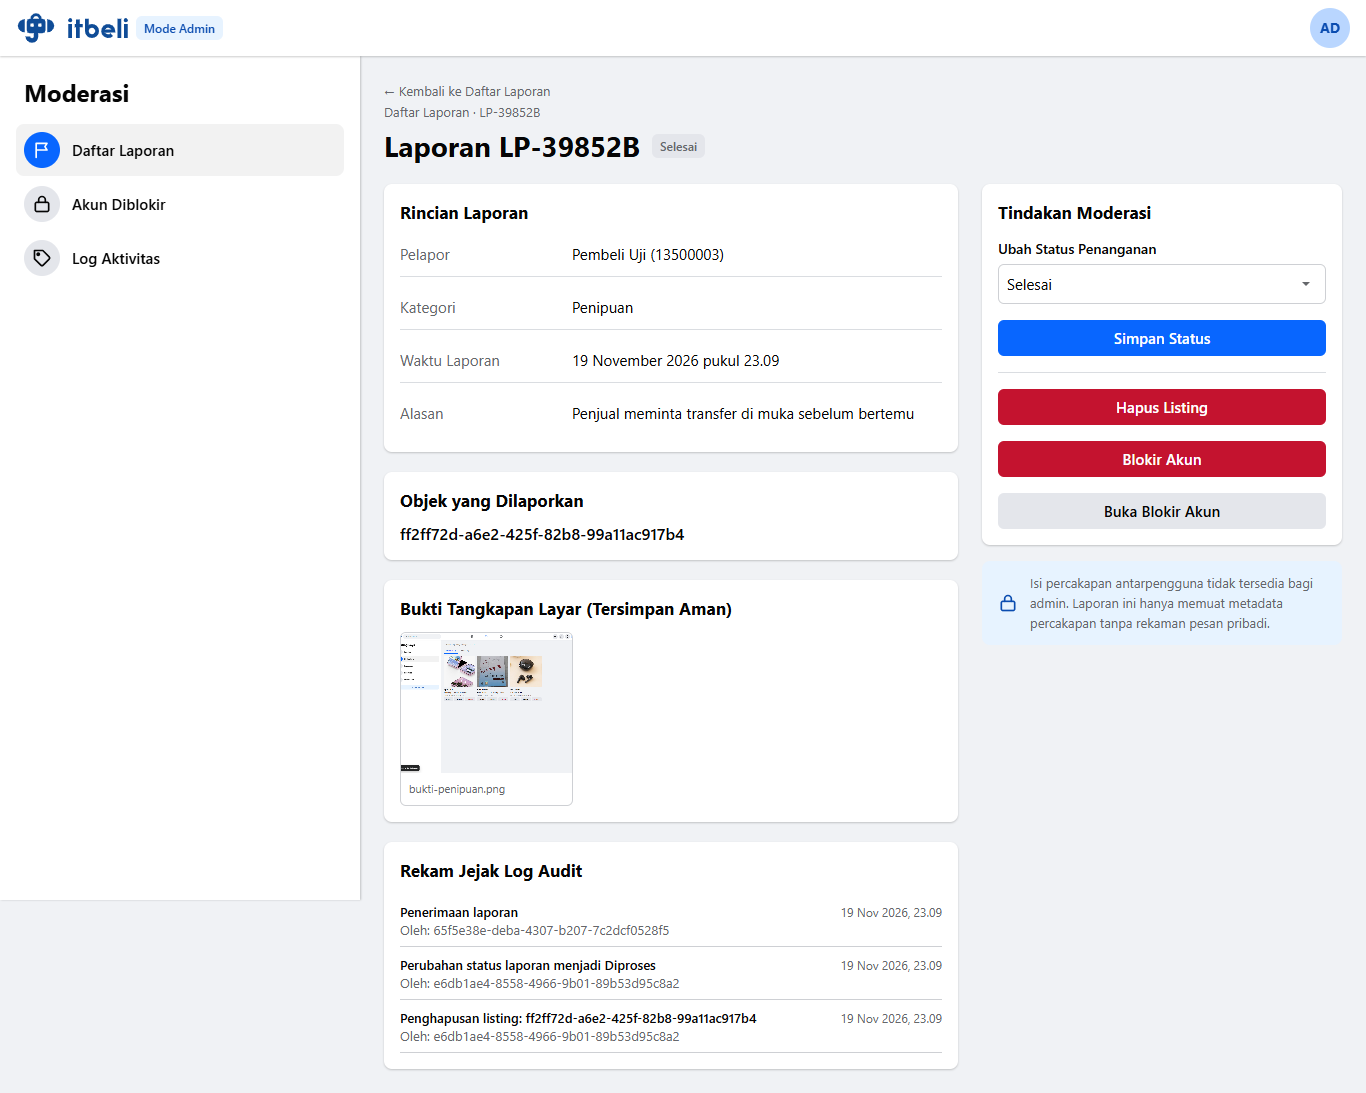 itbeli
Mode Admin
AD
Moderasi
Daftar Laporan
Akun Diblokir
Log Aktivitas
← Kembali ke Daftar Laporan
Daftar Laporan · LP-39852B
Laporan LP-39852B
Selesai
Rincian Laporan
Pelapor
Pembeli Uji (13500003)
Kategori
Penipuan
Waktu Laporan
19 November 2026 pukul 23.09
Alasan
Penjual meminta transfer di muka sebelum bertemu
Objek yang Dilaporkan
ff2ff72d-a6e2-425f-82b8-99a11ac917b4
Bukti Tangkapan Layar (Tersimpan Aman)
bukti-penipuan.png
Rekam Jejak Log Audit
Penerimaan laporan
19 Nov 2026, 23.09
Oleh: 65f5e38e-deba-4307-b207-7c2dcf0528f5
Perubahan status laporan menjadi Diproses
19 Nov 2026, 23.09
Oleh: e6db1ae4-8558-4966-9b01-89b53d95c8a2
Penghapusan listing: ff2ff72d-a6e2-425f-82b8-99a11ac917b4
19 Nov 2026, 23.09
Oleh: e6db1ae4-8558-4966-9b01-89b53d95c8a2
Tindakan Moderasi
Ubah Status Penanganan
Selesai
Simpan Status
Hapus Listing
Blokir Akun
Buka Blokir Akun
Isi percakapan antarpengguna tidak tersedia bagi
admin. Laporan ini hanya memuat metadata
percakapan tanpa rekaman pesan pribadi.